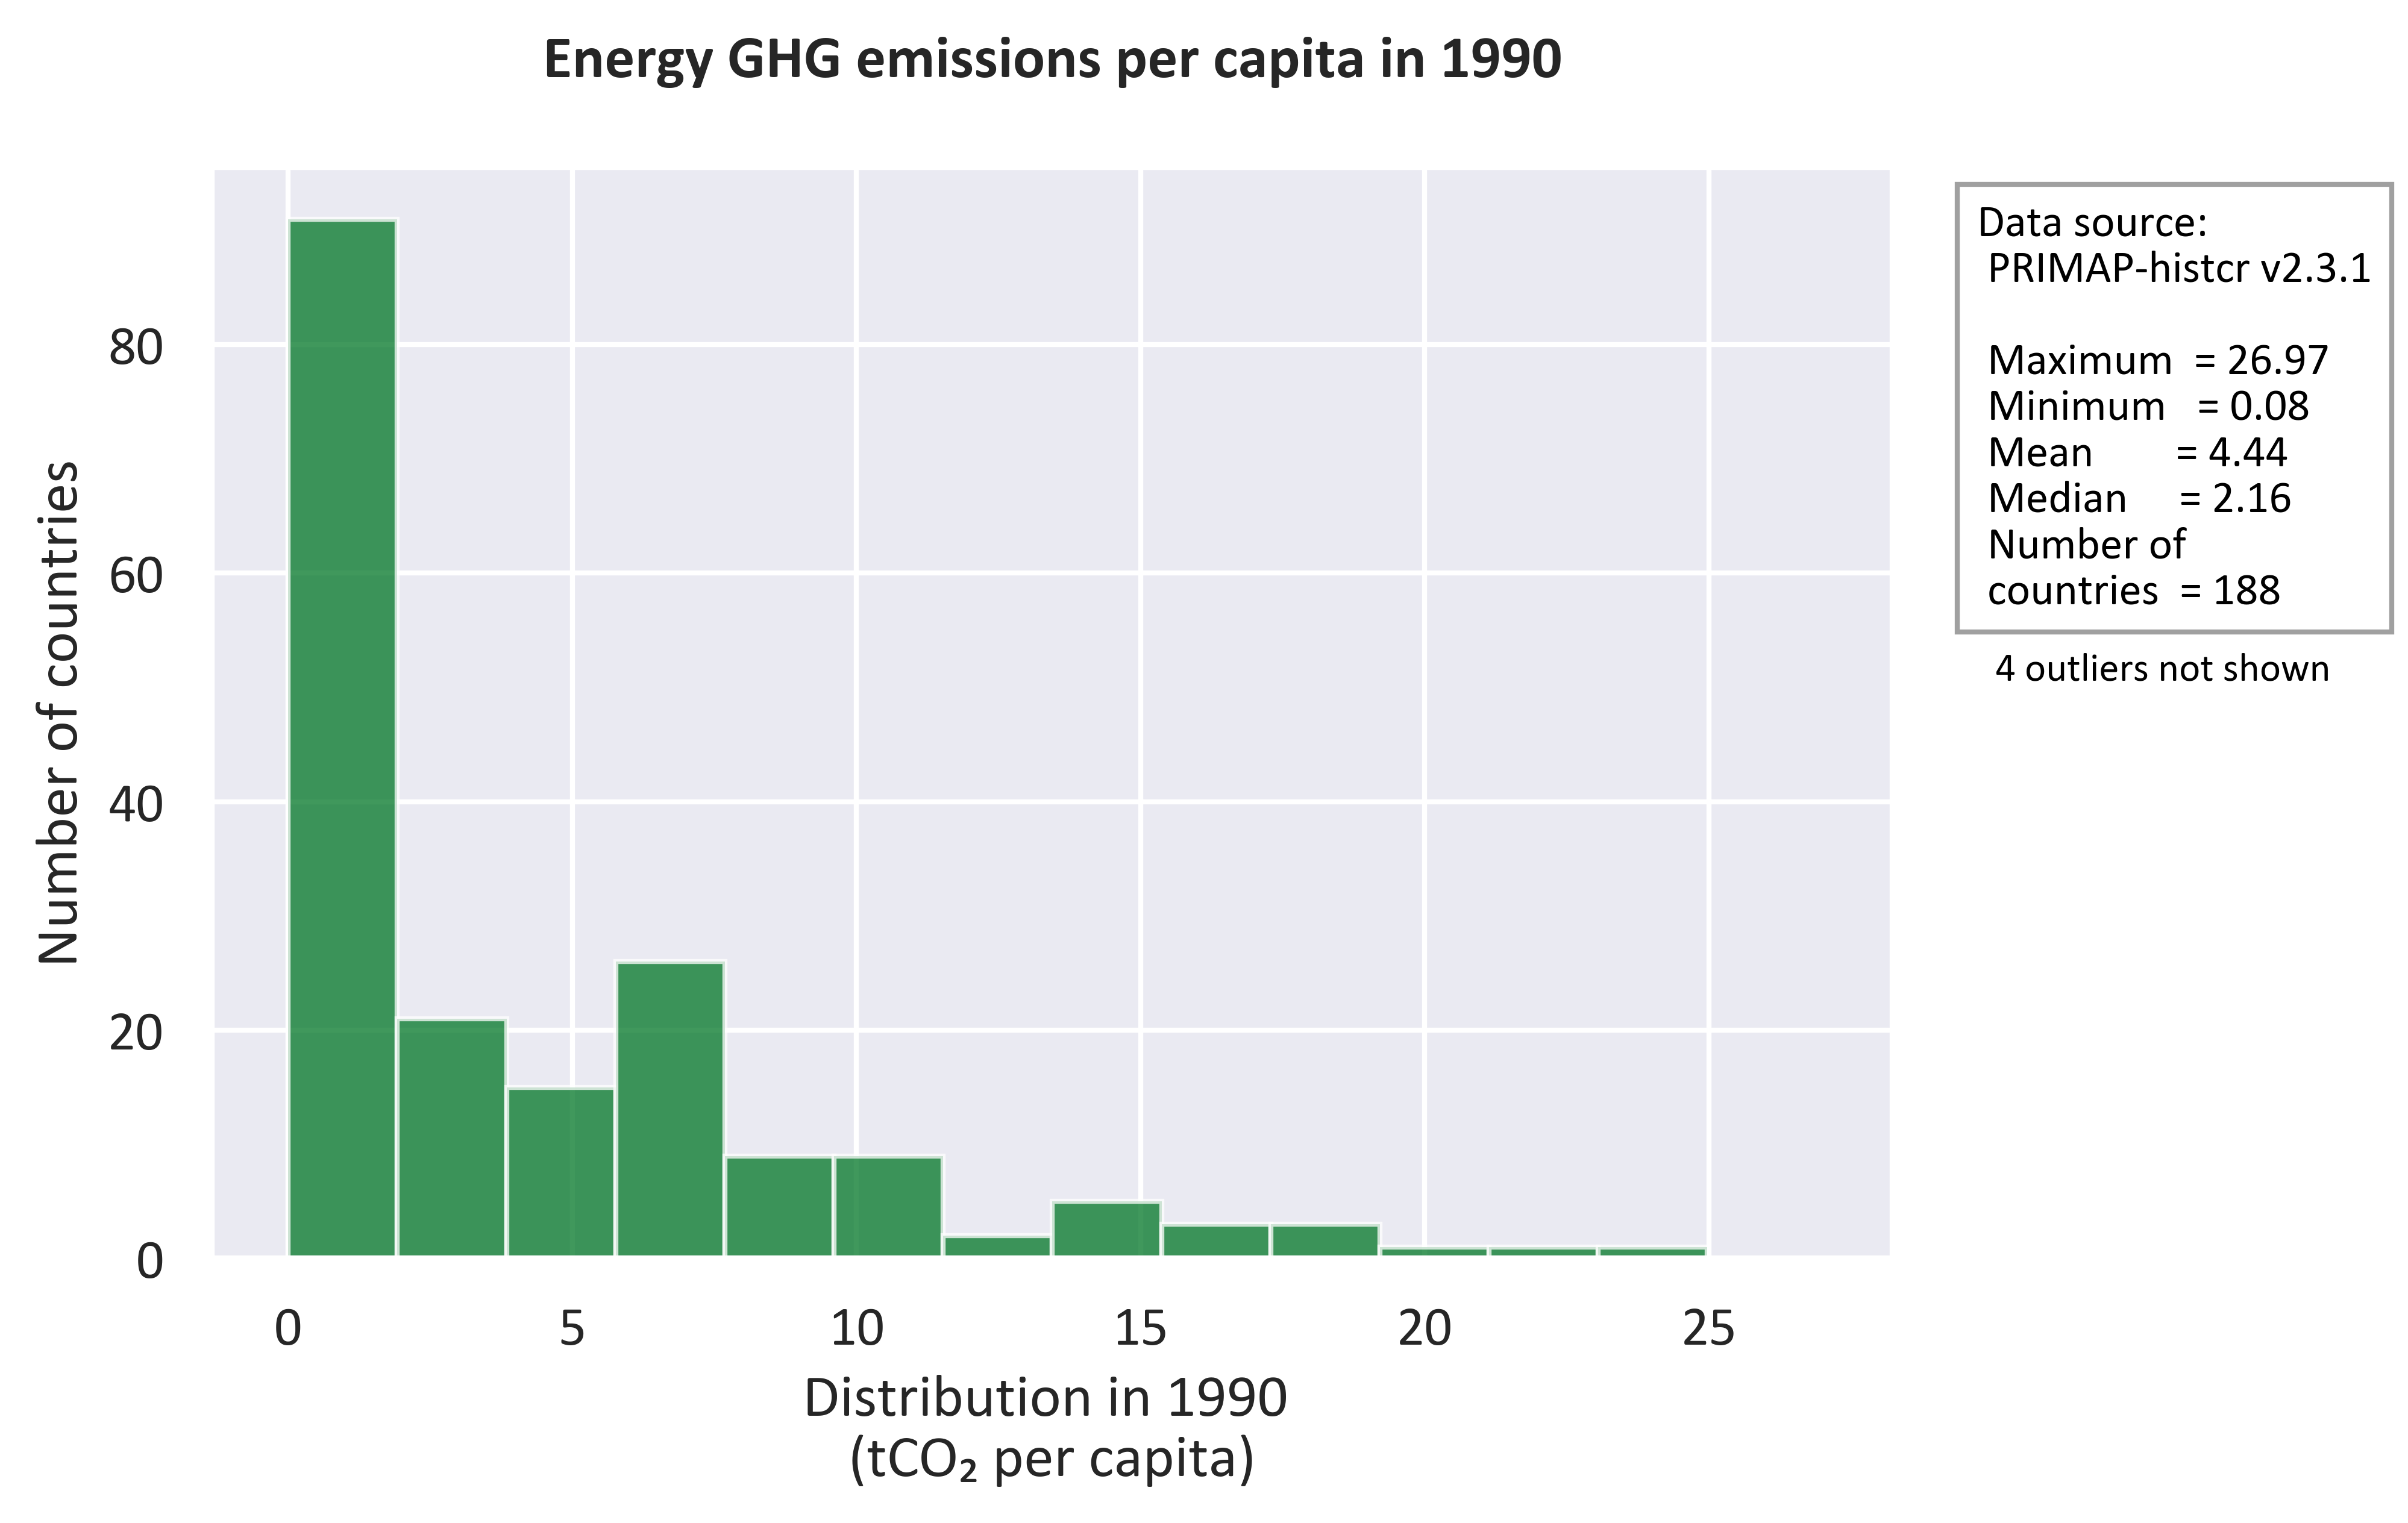 Energy GHG emissions per capita in 1990
Number of countries
80
60
40
20
0
0 5 10 15 20 25
Distribution in 1990
(tCO₂ per capita)
Data source:
PRIMAP-histcr v2.3.1
Maximum = 26.97
Minimum = 0.08
Mean = 4.44
Median = 2.16
Number of
countries = 188
4 outliers not shown